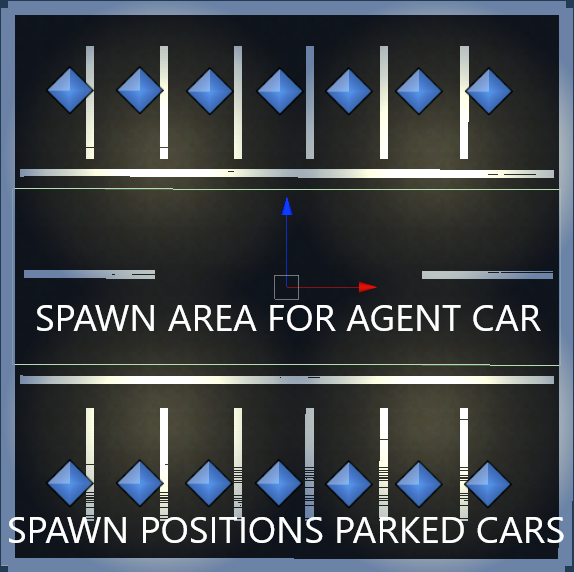 SPAWN AREA FOR AGENT CAR
SPAWN POSITIONS PARKED CARS